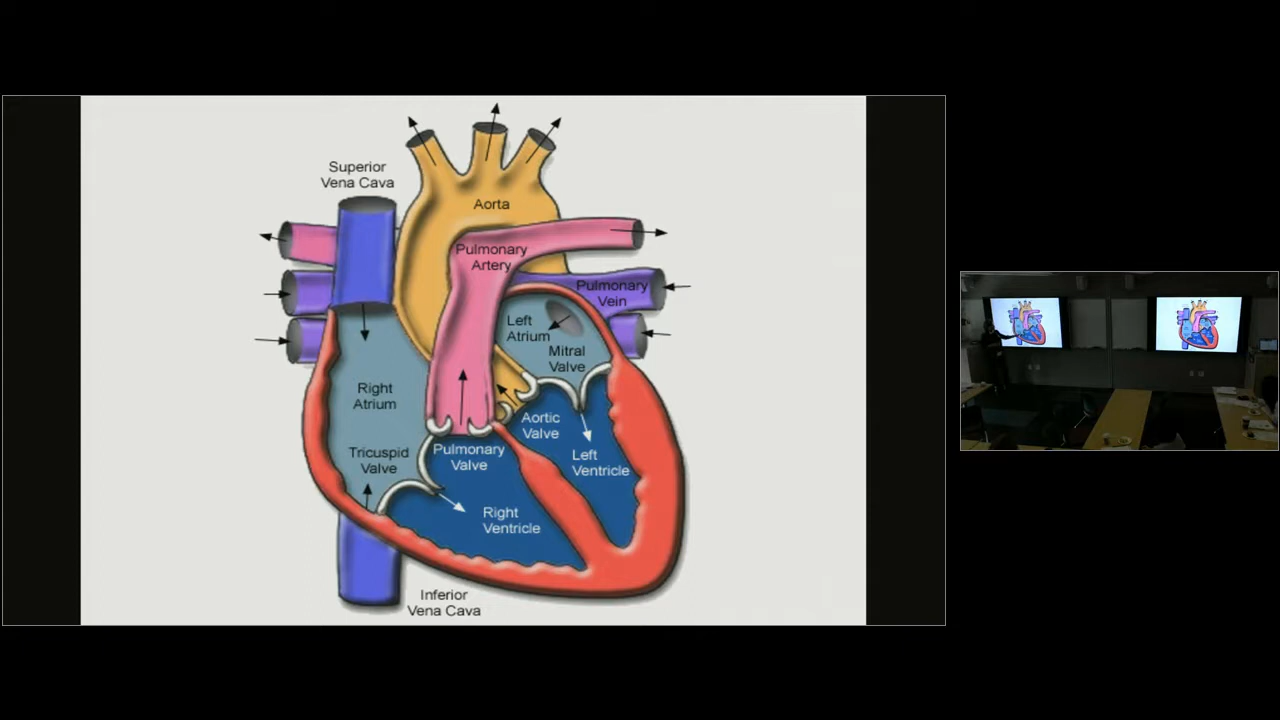 Superior
Vena Cava
Aorta
Pulmonary
Artery
Pulmonary
Vein
Left
Atrium
Mitral
Valve
Right
Atrium
Aortic
Valve
Tricuspid
Valve
Pulmonary
Valve
Left
Ventricle
Right
Ventricle
Inferior
Vena Cava